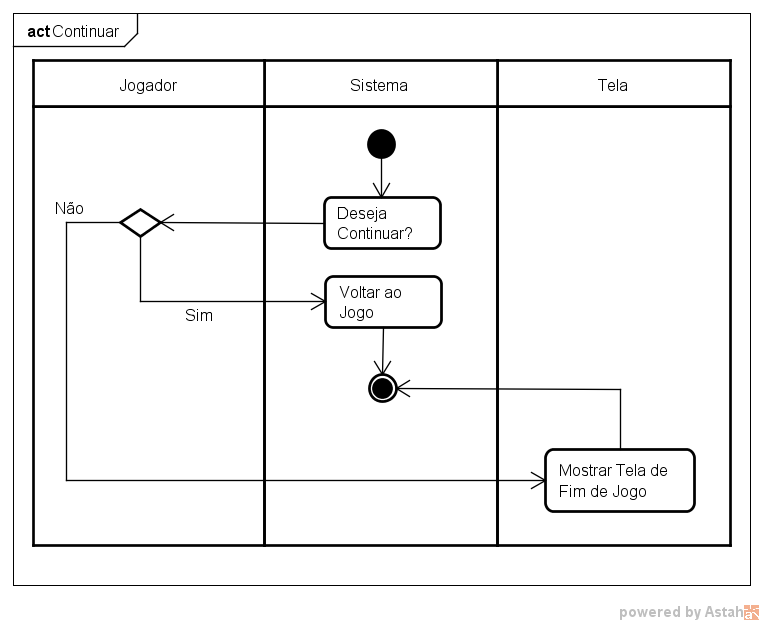 act Continuar
Jogador
Sistema
Tela
Não
Deseja
Continuar?
Voltar ao
Jogo
Sim
Mostrar Tela de
Fim de Jogo
powered by Astah